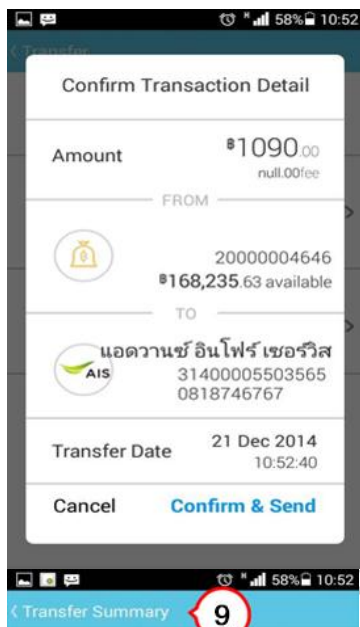 58% 10:52
Transfer
Confirm Transaction Detail
Amount
฿1090.00
null.00fee
FROM
20000004646
฿168,235.63 available
TO
แอดวานซ์ อินโฟร์ เซอร์วิส
AIS
31400005503565
0818746767
Transfer Date
21 Dec 2014
10:52:40
Cancel
Confirm & Send
58% 10:52
Transfer Summary
9